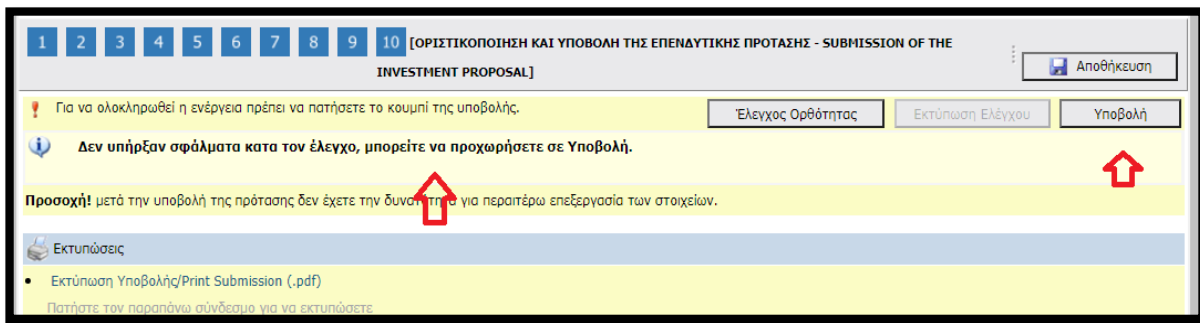 1 2 3 4 5 6 7 8 9 10 [ΟΡΙΣΤΙΚΟΠΟΙΗΣΗ ΚΑΙ ΥΠΟΒΟΛΗ ΤΗΣ ΕΠΕΝΔΥΤΙΚΗΣ ΠΡΟΤΑΣΗΣ - SUBMISSION OF THE
INVESTMENT PROPOSAL]
Αποθήκευση
Για να ολοκληρωθεί η ενέργεια πρέπει να πατήσετε το κουμπί της υποβολής.
Έλεγχος Ορθότητας Εκτύπωση Ελέγχου Υποβολή
Δεν υπήρξαν σφάλματα κατα τον έλεγχο, μπορείτε να προχωρήσετε σε Υποβολή.
Προσοχή! μετά την υποβολή της πρότασης δεν έχετε την δυνατότητα για περαιτέρω επεξεργασία των στοιχείων.
Εκτυπώσεις
Εκτύπωση Υποβολής/Print Submission (.pdf)
Πατήστε τον παραπάνω σύνδεσμο για να εκτυπώσετε